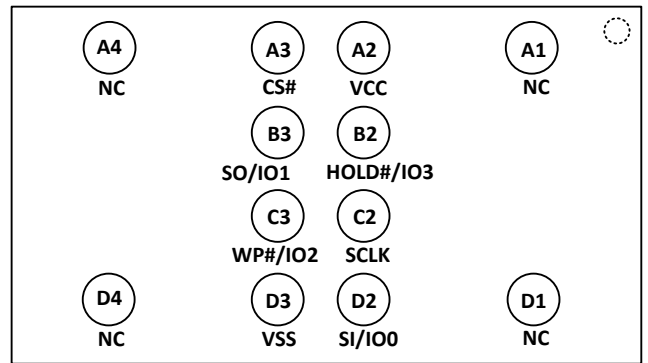 A4 A3 A2 A1
NC CS# VCC NC
B3 B2
SO/IO1 HOLD#/IO3
C3 C2
WP#/IO2 SCLK
D4 D3 D2 D1
NC VSS SI/IO0 NC